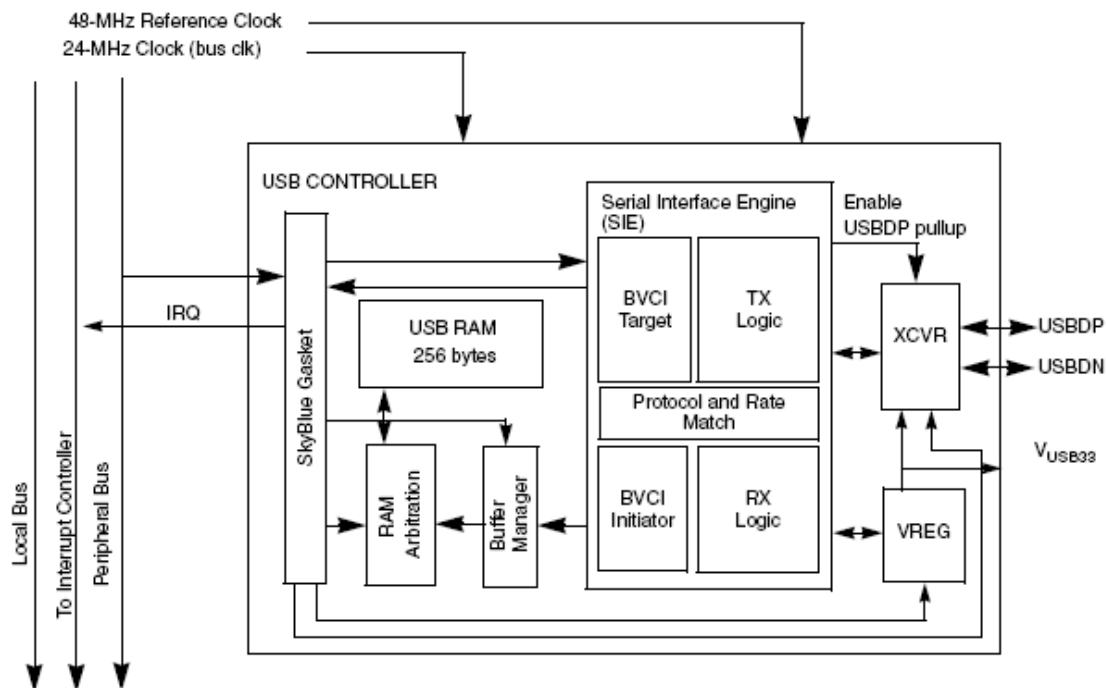 48-MHz Reference Clock
24-MHz Clock (bus clk)
USB CONTROLLER
Serial Interface Engine
(SIE)
Enable
USBDP pullup
BVCI
Target
TX
Logic
XCVR
USBDP
USBDN
IRQ
USB RAM
256 bytes
SkyBlue Gasket
Protocol and Rate
Match
VUSB33
RAM
Arbitration
Buffer
Manager
BVCI
Initiator
RX
Logic
VREG
Local Bus
To Interrupt Controller
Peripheral Bus